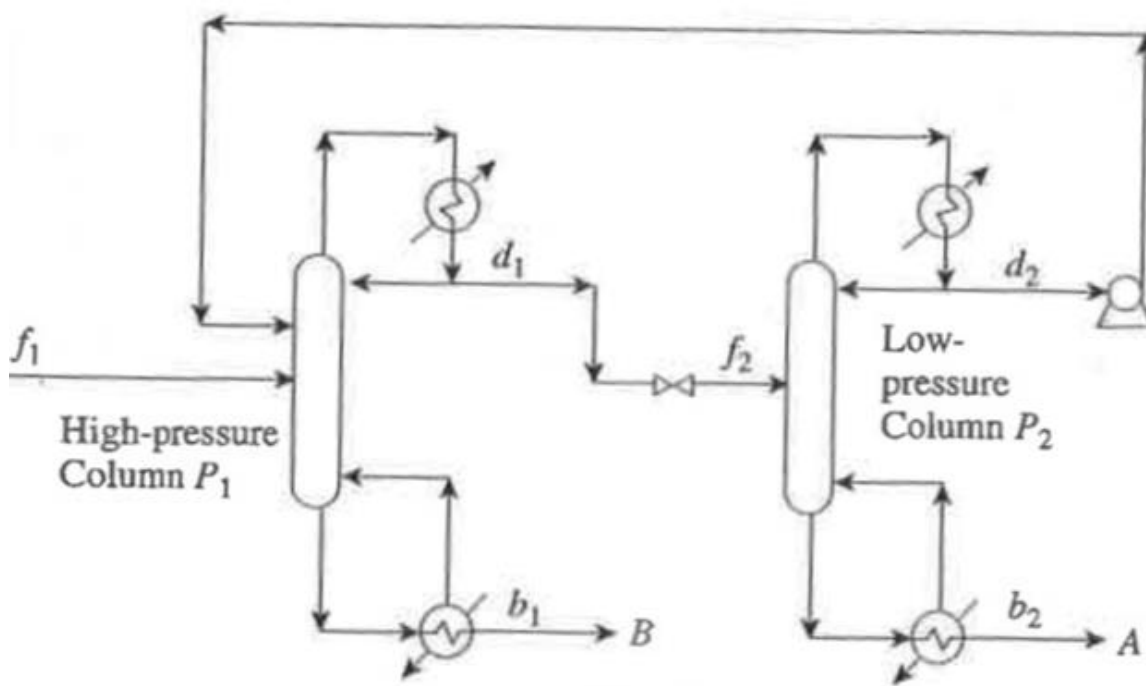 d₁
d₂
f₁
f₂
Low-
pressure
Column P₂
High-pressure
Column P₁
b₁
B
b₂
A